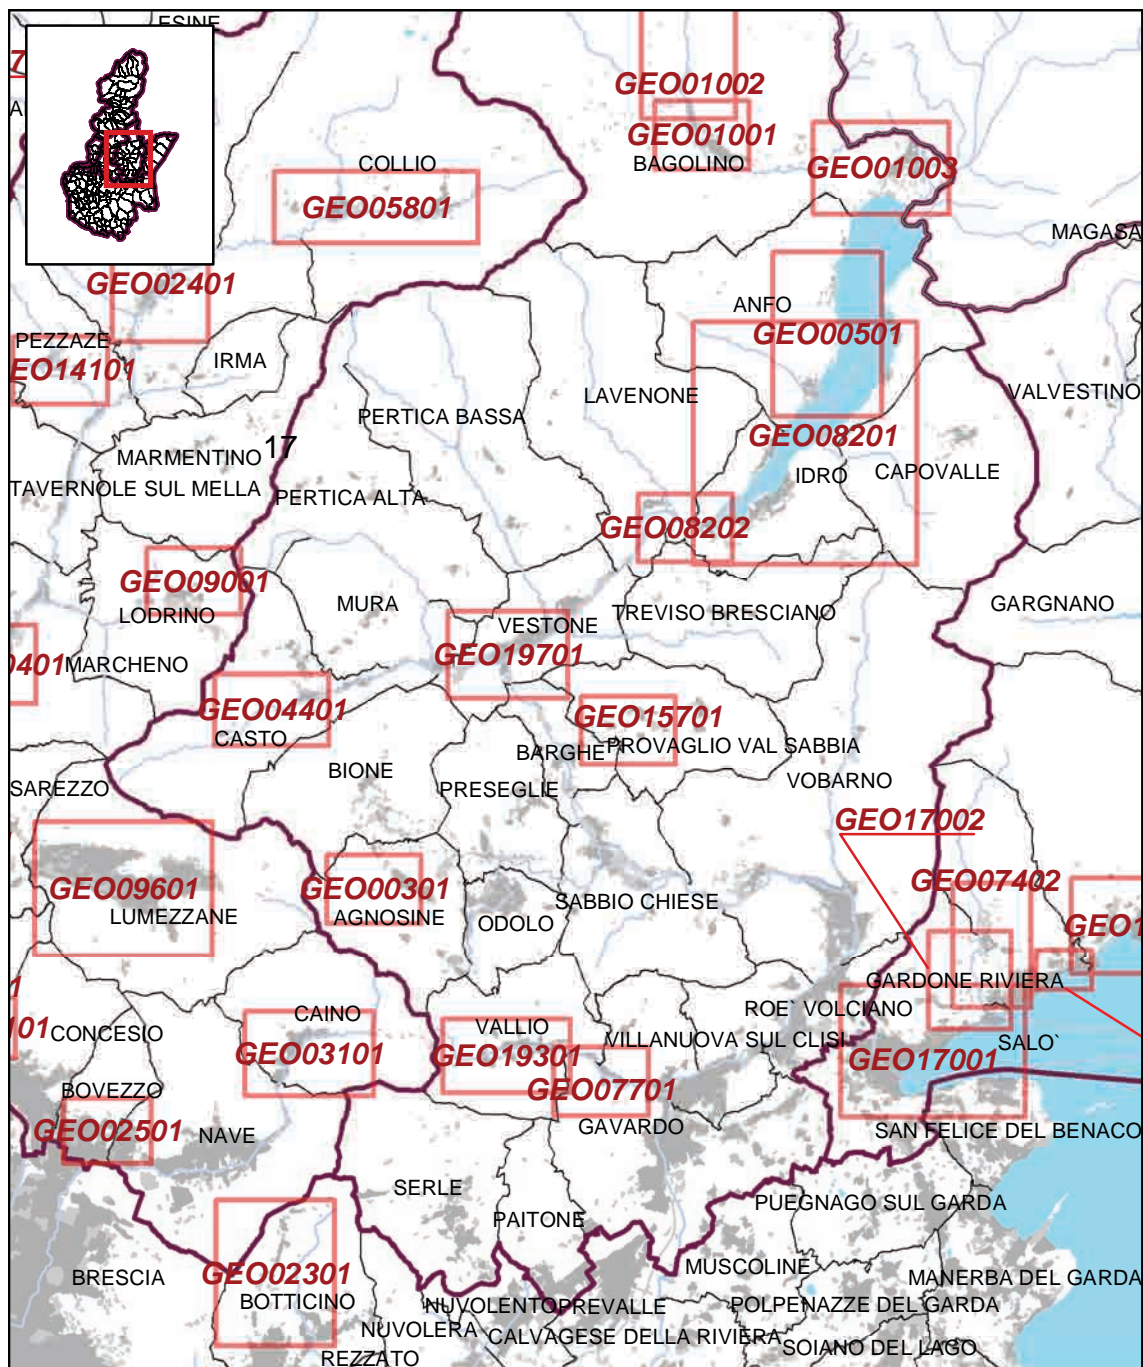 ESINE
7
A
GEO01002
GEO01001
BAGOLINO
COLLIO
GEO01003
GEO05801
MAGASA
GEO02401
ANFO
GEO00501
PEZZAZE
EO14101
IRMA
LAVENONE
VALVESTINO
PERTICA BASSA
GEO08201
MARMENTINO
17
IDRO
CAPOVALLE
TAVERNOLE SUL MELLA
PERTICA ALTA
GEO08202
GEO09001
LODRINO
MURA
VESTONE
TREVISO BRESCIANO
GARGNANO
0401
MARCHENO
GEO19701
GEO04401
CASTO
GEO15701
BARGHE
PROVAGLIO VAL SABBIA
BIONE
SAREZZO
PRESEGLIE
VOBARNO
GEO17002
GEO07402
GEO09601
LUMEZZANE
GEO00301
AGNOSINE
ODOLO
SABBIO CHIESE
GEO1
GARDONE RIVIERA
1
101
CONCESIO
CAINO
VALLIO
ROE` VOLCIANO
VILLANUOVA SUL CLISI
SALO`
GEO03101
GEO19301
GEO17001
BOVEZZO
GEO07701
GEO02501
NAVE
GAVARDO
SAN FELICE DEL BENACO
SERLE
PAITONE
PUEGNAGO SUL GARDA
BRESCIA
GEO02301
BOTTICINO
MUSCOLINE
MANERBA DEL GARDA
NUVOLENTO
PREVALLE
POLPENAZZE DEL GARDA
NUVOLERA
CALVAGESE DELLA RIVIERA
SOIANO DEL LAGO
REZZATO